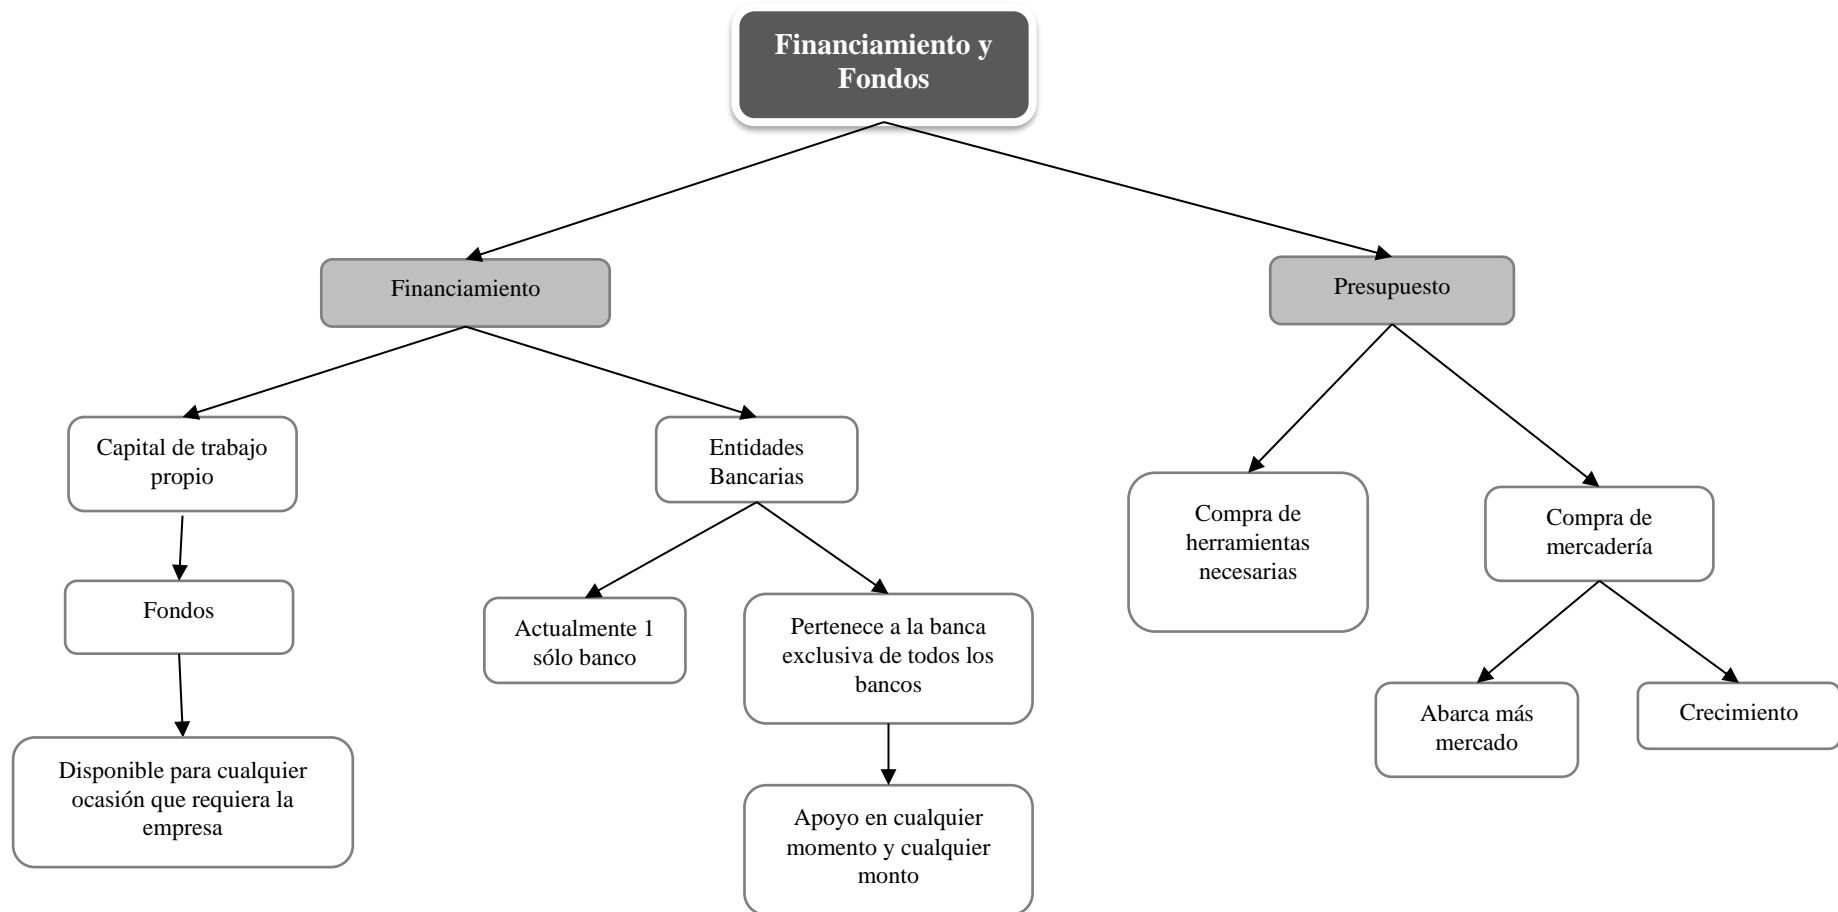 Financiamiento y
Fondos
Financiamiento
Presupuesto
Capital de trabajo
propio
Entidades
Bancarias
Compra de
herramientas
necesarias
Compra de
mercadería
Fondos
Actualmente 1
sólo banco
Pertenece a la banca
exclusiva de todos los
bancos
Abarca más
mercado
Crecimiento
Disponible para cualquier
ocasión que requiera la
empresa
Apoyo en cualquier
momento y cualquier
monto